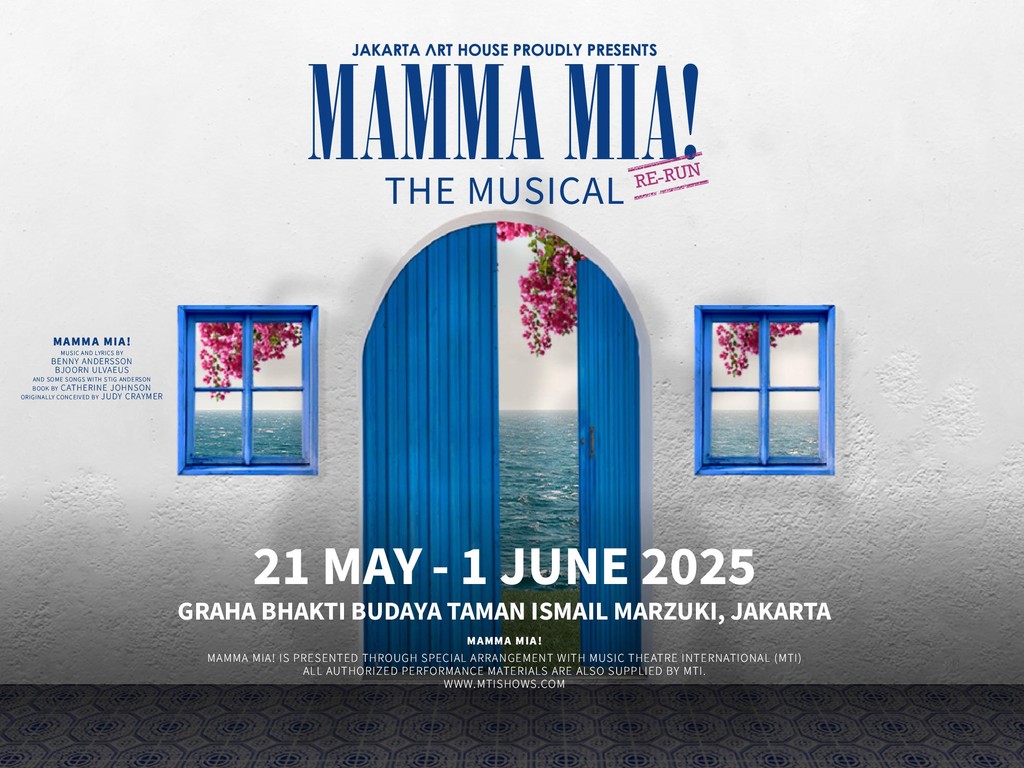 JAKARTA ART HOUSE PROUDLY PRESENTS
MAMMA MIA!
THE MUSICAL
RE-RUN
MAMMA MIA!
MUSIC AND LYRICS BY
BENNY ANDERSSON
BJOORN ULVAEUS
AND SOME SONGS WITH STIG ANDERSON
BOOK BY CATHERINE JOHNSON
ORIGINALLY CONCEIVED BY JUDY CRAYMER
21 MAY - 1 JUNE 2025
GRAHA BHAKTI BUDAYA TAMAN ISMAIL MARZUKI, JAKARTA
MAMMA MIA!
MAMMA MIA! IS PRESENTED THROUGH SPECIAL ARRANGEMENT WITH MUSIC THEATRE INTERNATIONAL (MTI)
ALL AUTHORIZED PERFORMANCE MATERIALS ARE ALSO SUPPLIED BY MTI.
WWW.MTISHOWS.COM